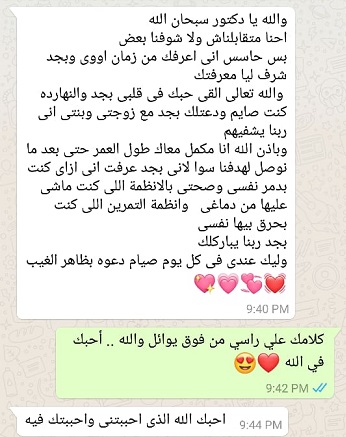 والله يا دكتور سبحان الله
احنا متقابلناش ولا شوفنا بعض
بس حاسس انى اعرفك من زمان اووى وبجد
شرف ليا معرفتك
والله تعالى القي حبك فى قلبى بجد والنهارده
كنت صايم ودعتلك بجد مع زوجتى وبنتى انى
ربنا يشفيهم
وباذن الله انا مكمل معاك طول العمر حتى بعد ما
نوصل لهدفنا سوا لانى بجد عرفت انى ازاى كنت
بدمر نفسى وصحتى بالانظمة اللى كنت ماشى
عليها من دماغى وانظمة التمرين اللى كنت
بحرق بيها نفسى
بجد ربنا يباركلك
وليك عندى فى كل يوم صيام دعوه بظاهر الغيب
💓💞💗💖
9:40 PM
كلامك علي راسي من فوق يوائل والله .. أحبك
في الله ❤️😍
9:42 PM
احبك الله الذى احببتنى واحببتك فيه
9:44 PM